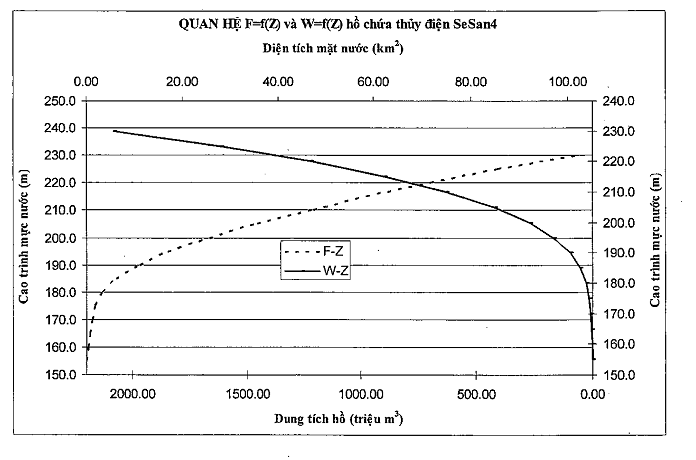 QUAN HỆ F=f(Z) và W=f(Z) hồ chứa thủy điện SeSan4
Diện tích mặt nước (km²)
0.00 20.00 40.00 60.00 80.00 100.00
250.0 240.0
240.0 230.0
230.0 220.0
220.0 210.0
210.0 200.0
200.0 190.0
190.0 180.0
180.0 170.0
170.0 160.0
160.0 150.0
150.0
Cao trình mực nước (m)
Cao trình mực nước (m)
F-Z
W-Z
2000.00 1500.00 1000.00 500.00 0.00
Dung tích hồ (triệu m³)